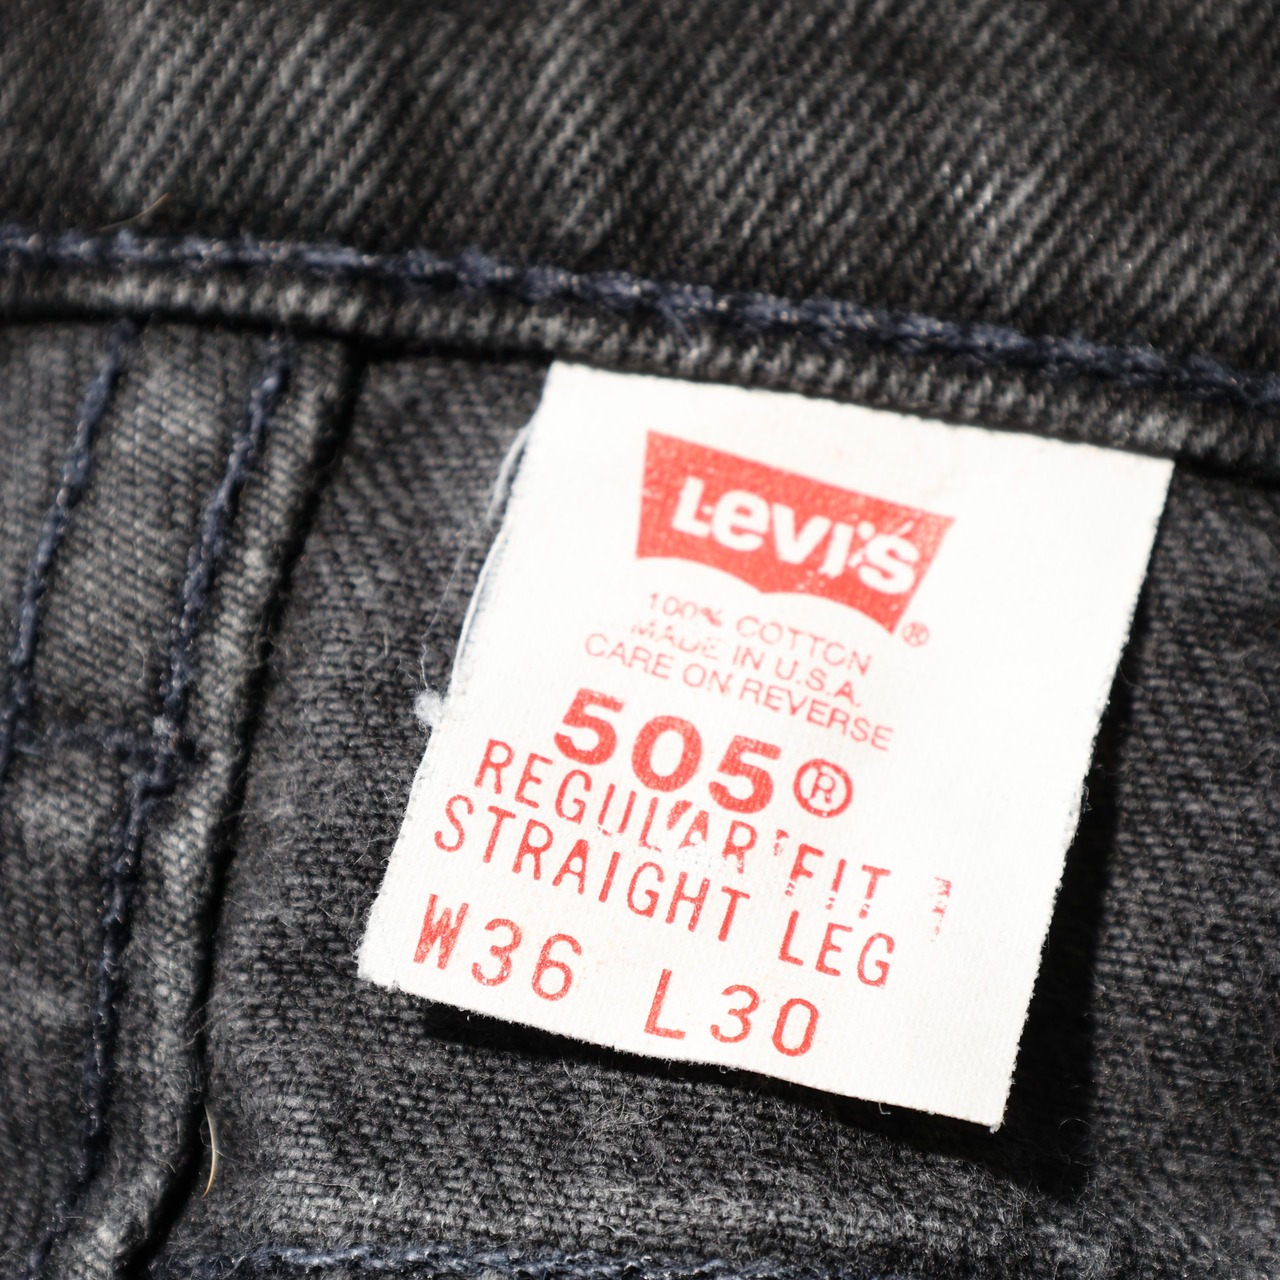 Levi's®
100% COTTON
MADE IN U.S.A.
CARE ON REVERSE
505®
REGULAR FIT
STRAIGHT LEG
W36 L30